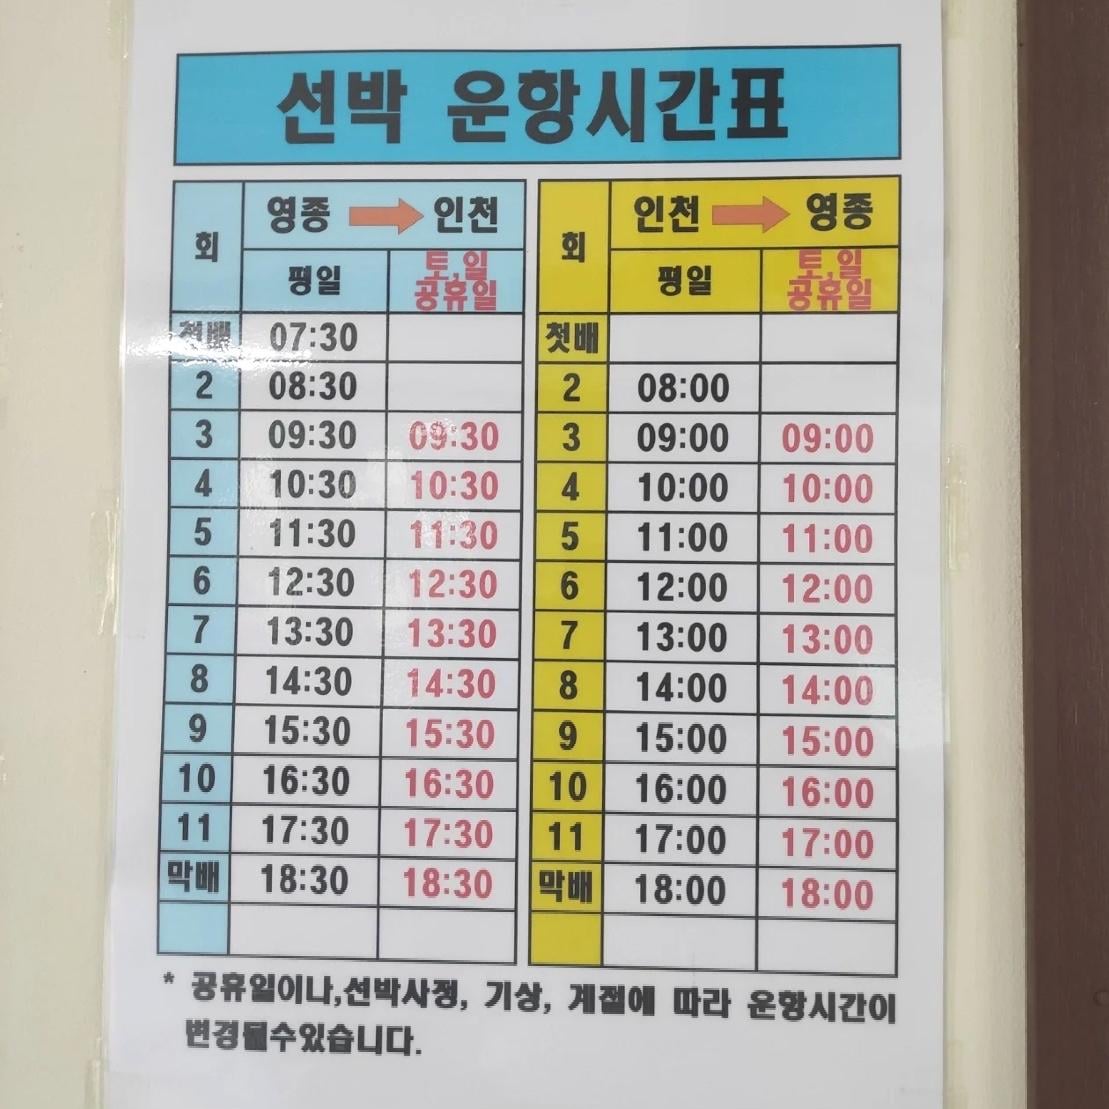 선박 운항시간표
회 영종 → 인천 회 인천 → 영종
평일 토,일 공휴일 평일 토,일 공휴일
첫배 07:30 첫배
2 08:30 2 08:00
3 09:30 09:30 3 09:00 09:00
4 10:30 10:30 4 10:00 10:00
5 11:30 11:30 5 11:00 11:00
6 12:30 12:30 6 12:00 12:00
7 13:30 13:30 7 13:00 13:00
8 14:30 14:30 8 14:00 14:00
9 15:30 15:30 9 15:00 15:00
10 16:30 16:30 10 16:00 16:00
11 17:30 17:30 11 17:00 17:00
막배 18:30 18:30 막배 18:00 18:00
* 공휴일이나,선박사정, 기상, 계절에 따라 운항시간이
변경될수있습니다.